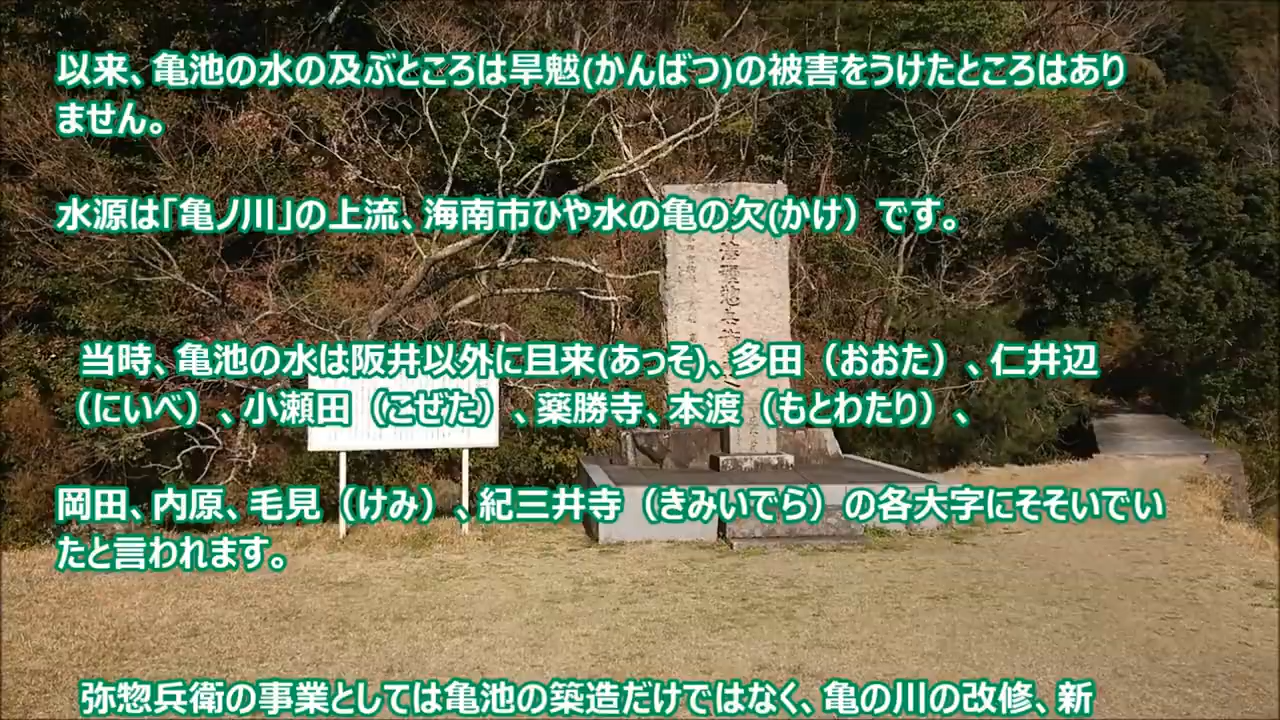 以来、亀池の水の及ぶところは旱魃(かんばつ)の被害をうけたところはあり
ません。
水源は「亀ノ川」の上流、海南市ひや水の亀の欠(かけ）です。
当時、亀池の水は阪井以外に且来(あっそ)、多田（おおた）、仁井辺
（にいべ）、小瀬田（こぜた）、薬勝寺、本渡（もとわたり）、
岡田、内原、毛見（けみ）、紀三井寺（きみいでら）の各大字にそそいでい
たと言われます。
弥惣兵衛の事業としては亀池の築造だけではなく、亀の川の改修、新